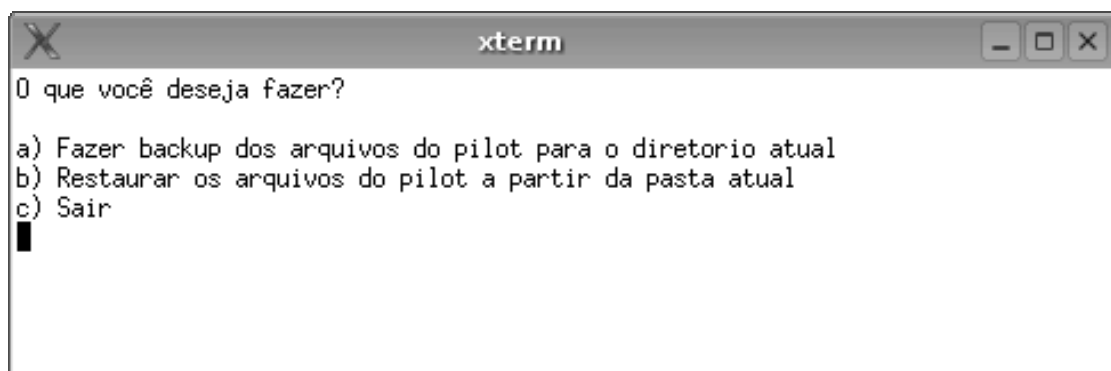 xterm
O que você deseja fazer?
a) Fazer backup dos arquivos do pilot para o diretorio atual
b) Restaurar os arquivos do pilot a partir da pasta atual
c) Sair